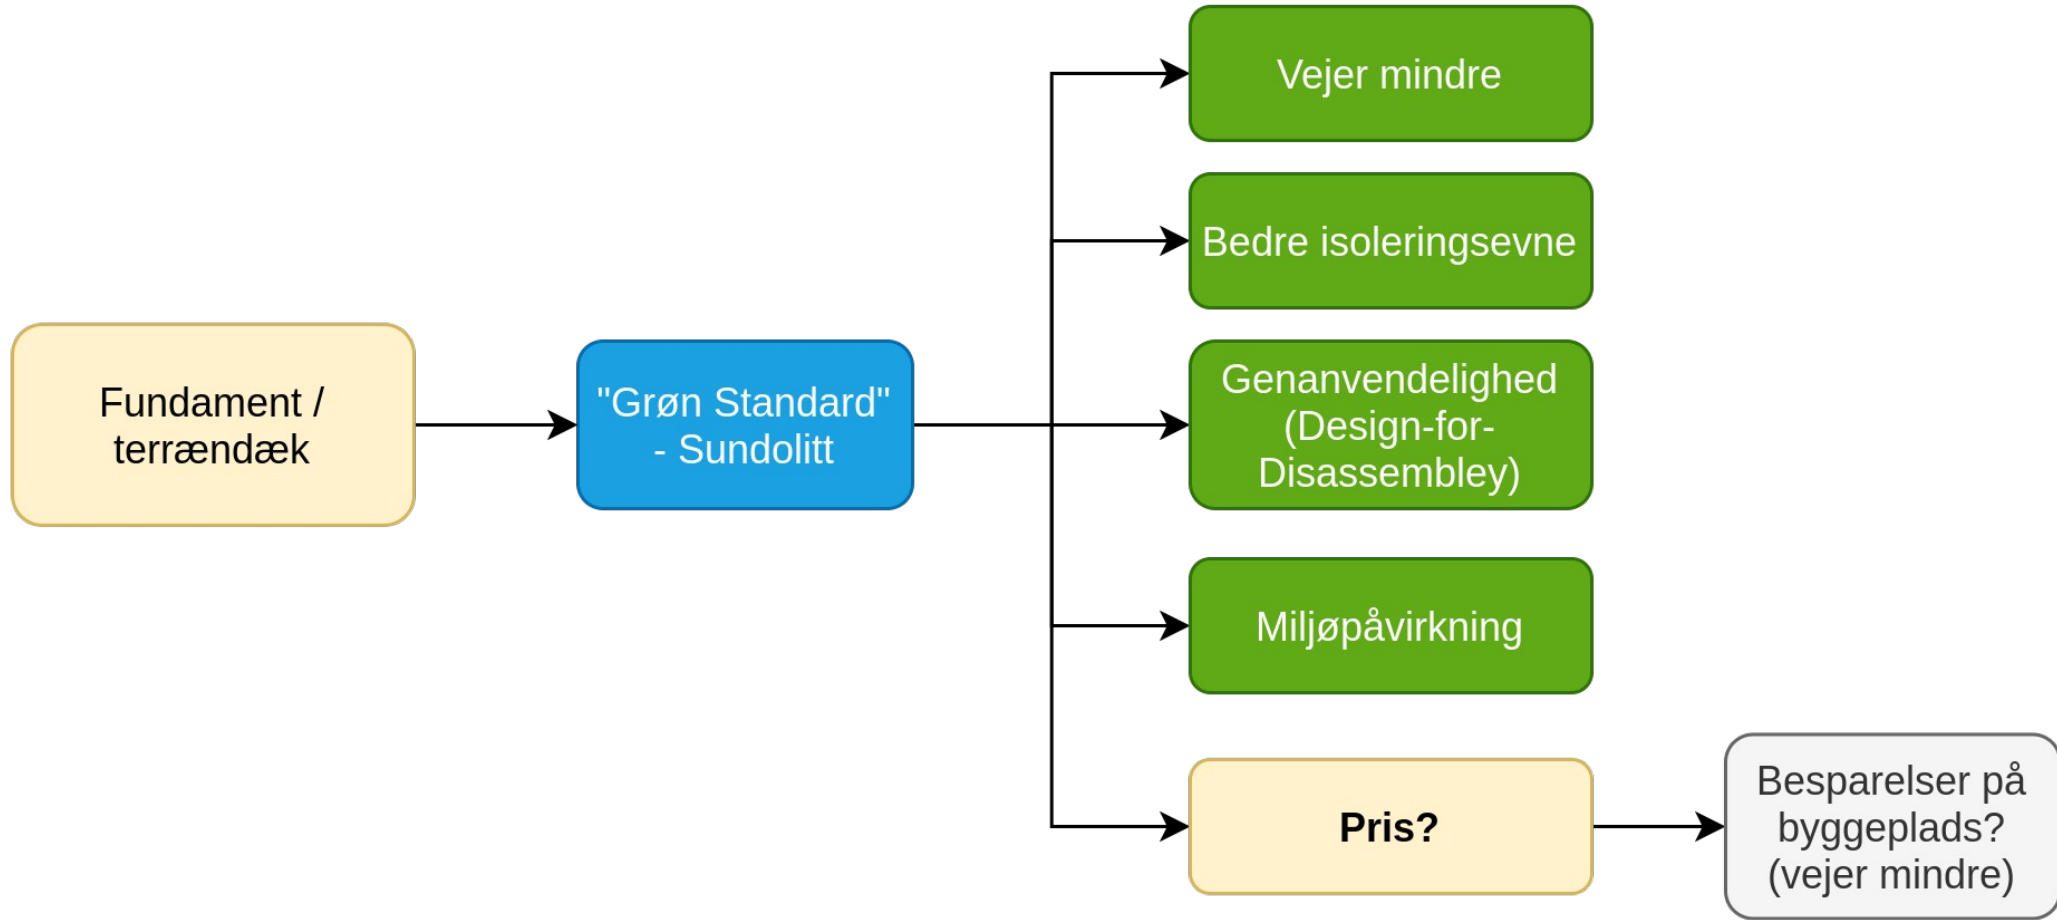 Vejer mindre
Bedre isoleringsevne
Fundament /
terrændæk
"Grøn Standard"
- Sundolitt
Genanvendelighed
(Design-for-
Disassembley)
Miljøpåvirkning
Pris?
Besparelser på
byggeplads?
(vejer mindre)